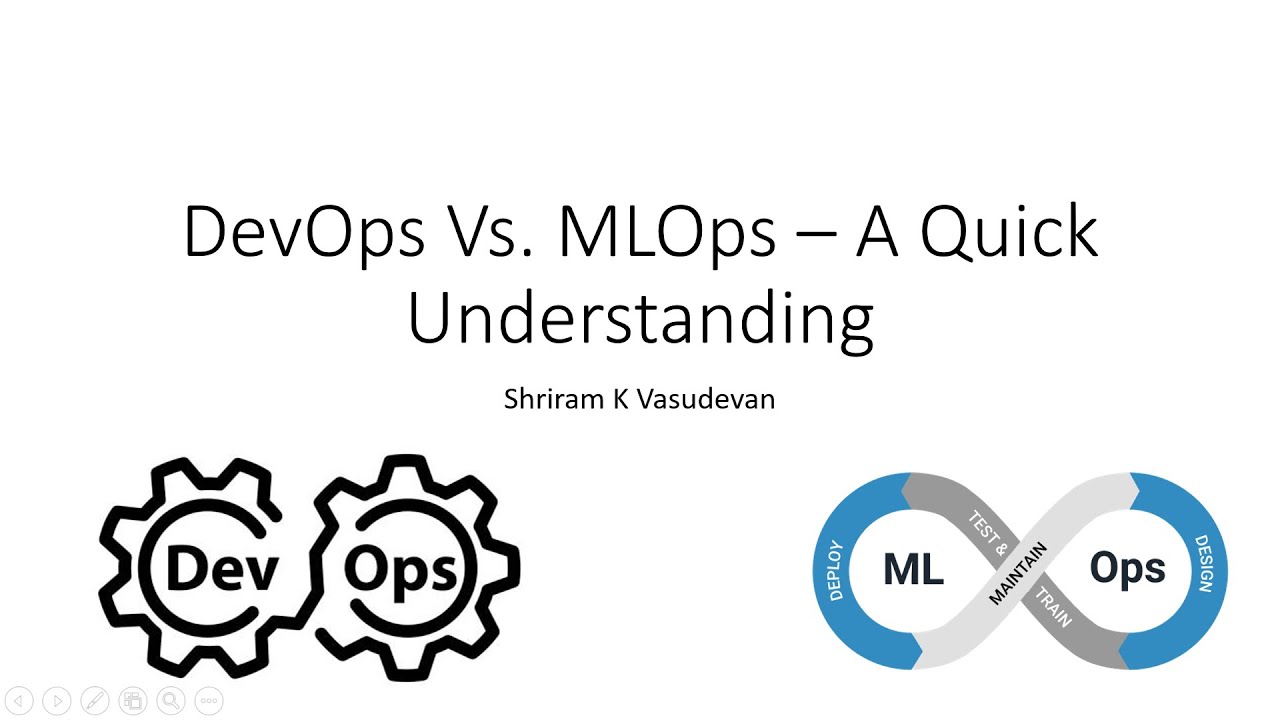 DevOps Vs. MLOps – A Quick
Understanding
Shriram K Vasudevan
Dev Ops
ML Ops
DEPLOY
TEST &
TRAIN
MAINTAIN
DESIGN